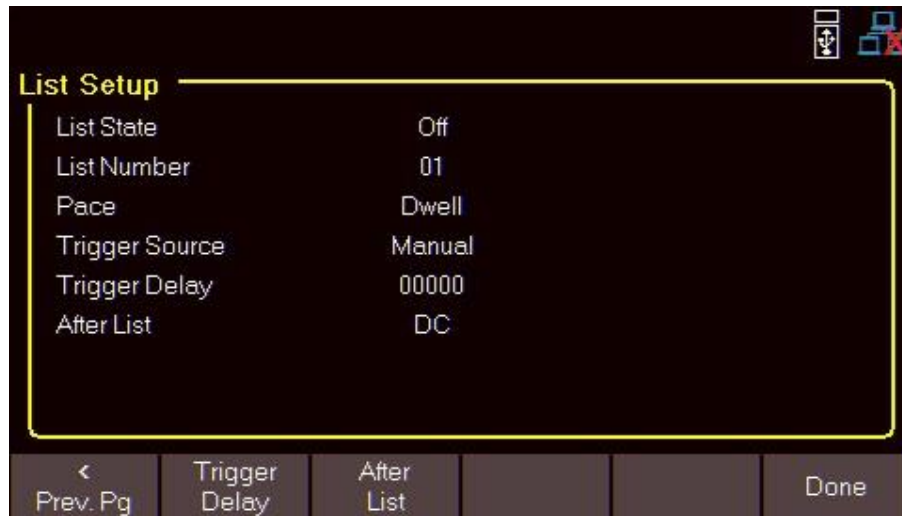 List Setup
List State Off
List Number 01
Pace Dwell
Trigger Source Manual
Trigger Delay 00000
After List DC
<
Prev. Pg
Trigger
Delay
After
List
Done